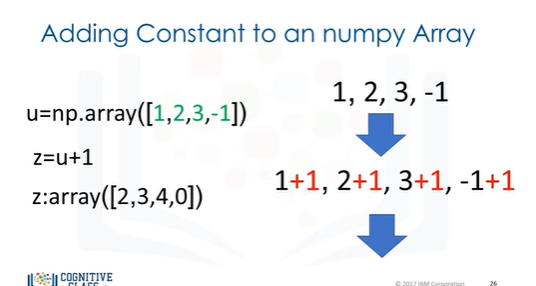 Adding Constant to an numpy Array
u=np.array([1,2,3,-1])
z=u+1
z:array([2,3,4,0])
1, 2, 3, -1
1+1, 2+1, 3+1, -1+1
COGNITIVE
© 2017 IBM Corporation
26